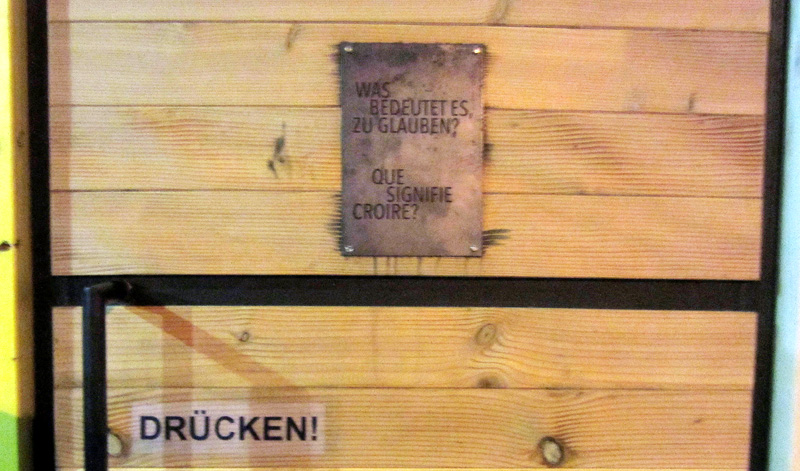 WAS
BEDEUTET ES,
ZU GLAUBEN?
QUE
SIGNIFIE
CROIRE?
DRÜCKEN!